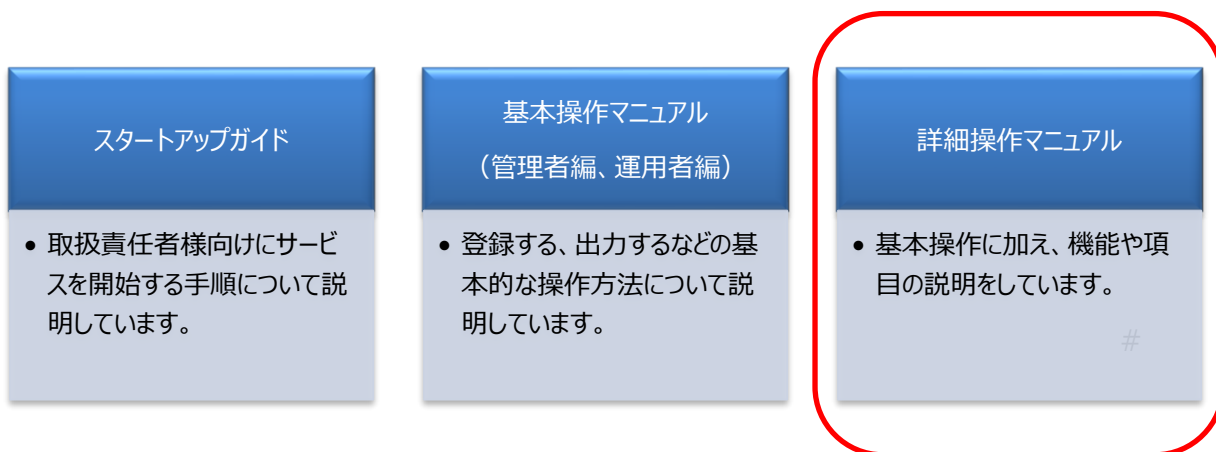 スタートアップガイド
• 取扱責任者様向けにサービ
スを開始する手順について説
明しています。
基本操作マニュアル
（管理者編、運用者編）
• 登録する、出力するなどの基
本的な操作方法について説
明しています。
詳細操作マニュアル
• 基本操作に加え、機能や項
目の説明をしています。
#